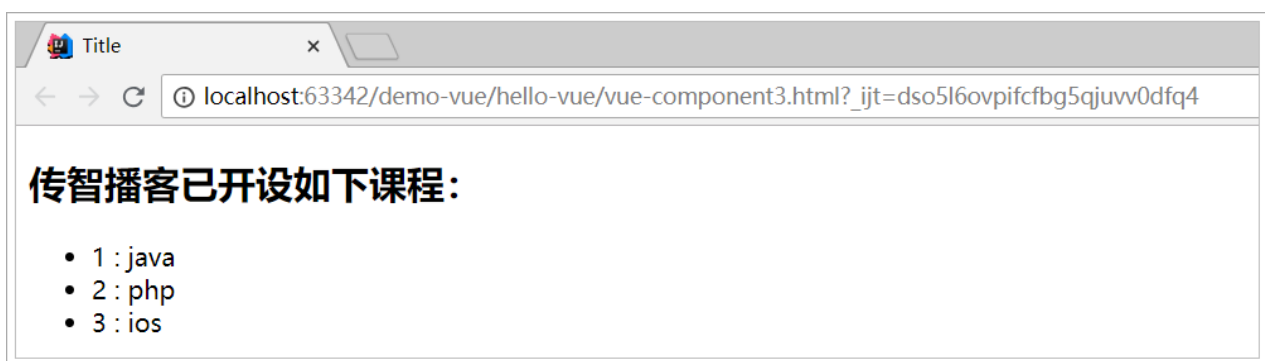 Title
localhost:63342/demo-vue/hello-vue/vue-component3.html?_ijt=dso5l6ovpifcfbg5qjuvv0dfq4
传智播客已开设如下课程：
1 : java
2 : php
3 : ios